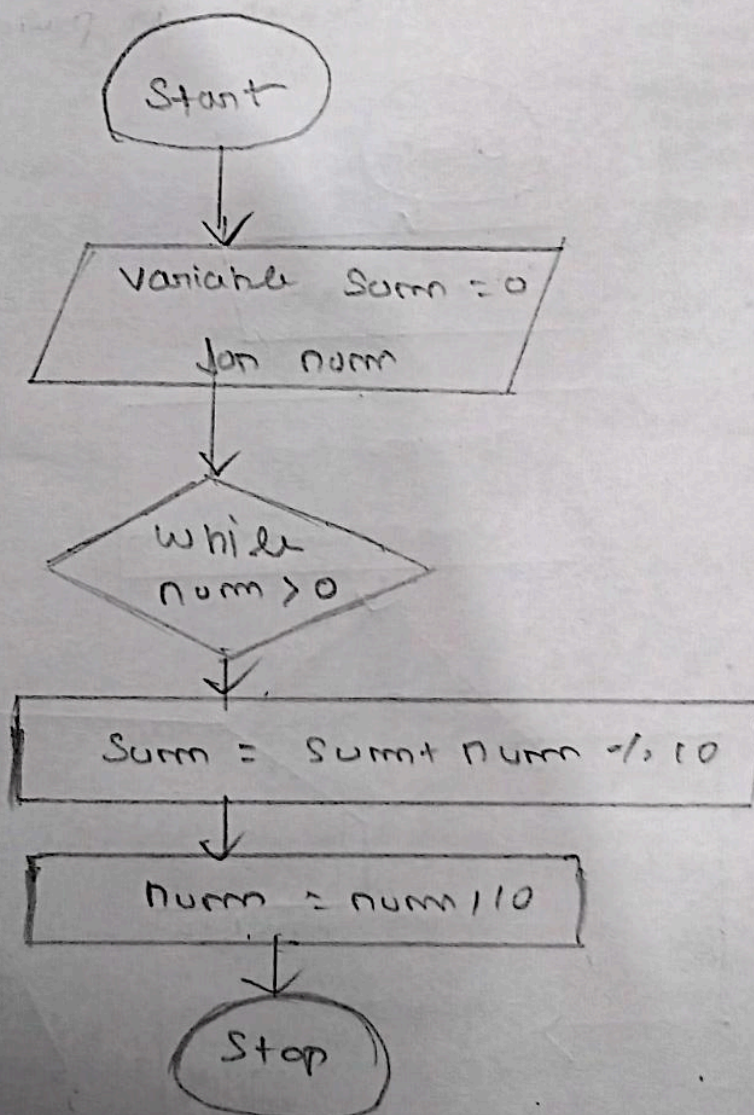 Start
variable sum = 0
for num
while
num > 0
Sum = sum + num % 10
num = num / 10
Stop